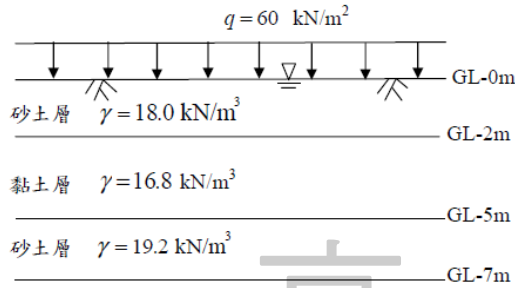 q = 60 kN/m²
GL-0m
砂土層 γ = 18.0 kN/m³
GL-2m
黏土層 γ = 16.8 kN/m³
GL-5m
砂土層 γ = 19.2 kN/m³
GL-7m